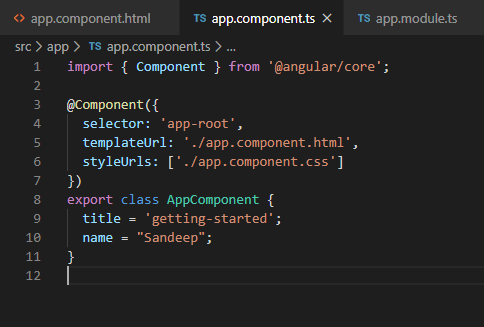 <> app.component.html TS app.component.ts × TS app.module.ts
src > app > TS app.component.ts > ...
1 import { Component } from '@angular/core';
2
3 @Component({
4   selector: 'app-root',
5   templateUrl: './app.component.html',
6   styleUrls: ['./app.component.css']
7 })
8 export class AppComponent {
9   title = 'getting-started';
10   name = "Sandeep";
11 }
12